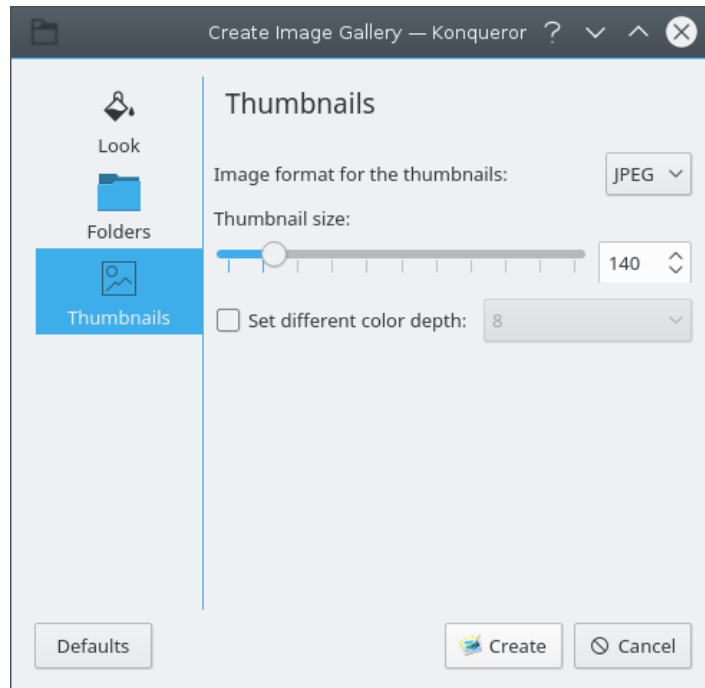 Create Image Gallery — Konqueror
Look
Folders
Thumbnails
Thumbnails
Image format for the thumbnails: JPEG
Thumbnail size:
140
Set different color depth: 8
Defaults Create Cancel